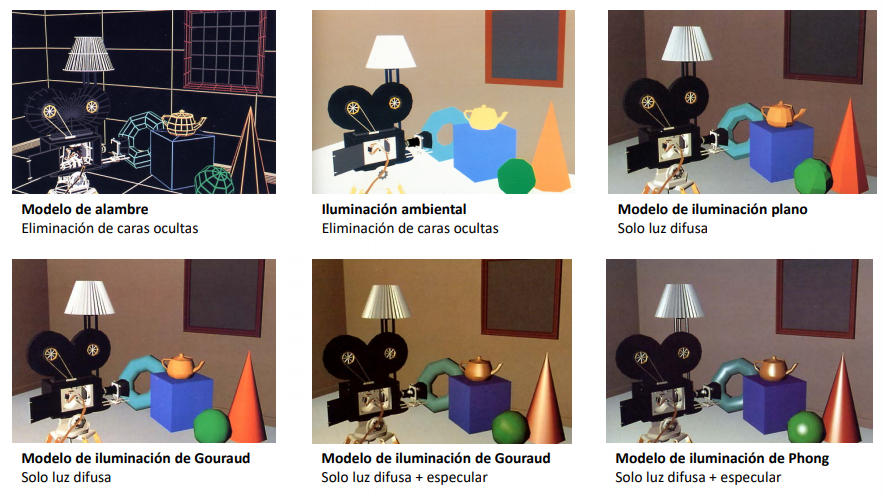 Modelo de alambre
Eliminación de caras ocultas
Iluminación ambiental
Eliminación de caras ocultas
Modelo de iluminación plano
Solo luz difusa
Modelo de iluminación de Gouraud
Solo luz difusa
Modelo de iluminación de Gouraud
Solo luz difusa + especular
Modelo de iluminación de Phong
Solo luz difusa + especular